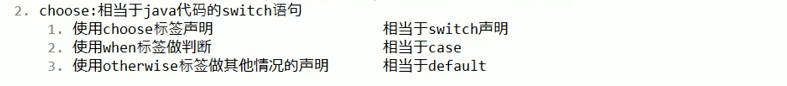 2. choose:相当于java代码的switch语句
1. 使用choose标签声明 相当于switch声明
2. 使用when标签做判断 相当于case
3. 使用otherwise标签做其他情况的声明 相当于default